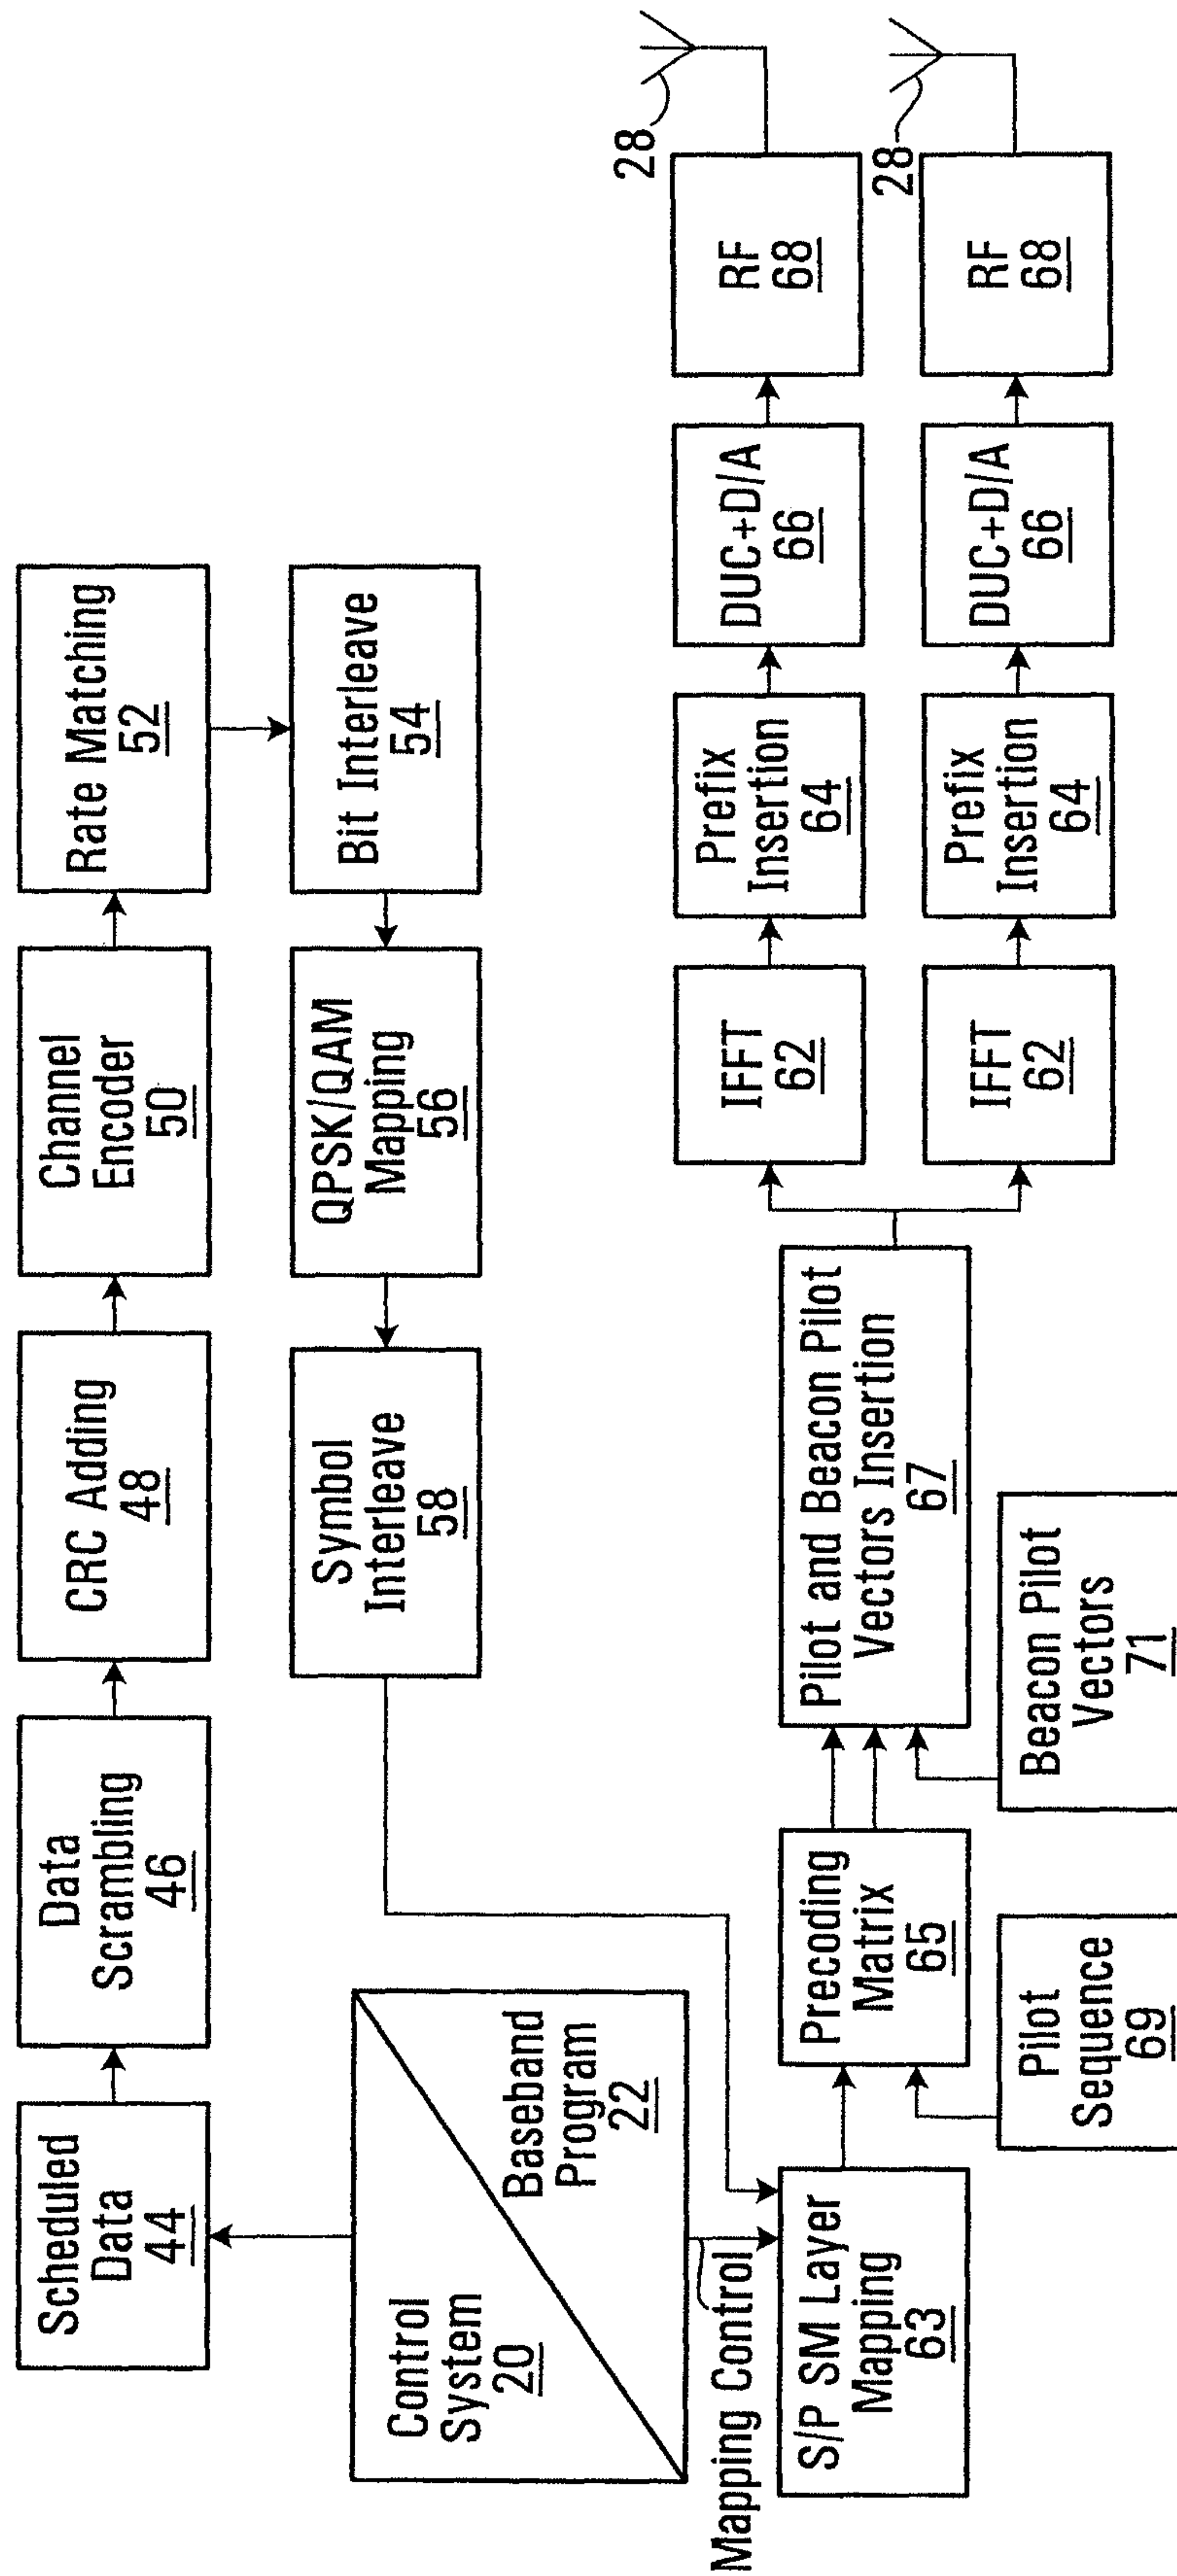 Scheduled
Data
44
Data
Scrambling
46
CRC Adding
48
Channel
Encoder
50
Rate Matching
52
Control
System
20
Baseband
Program
22
Symbol
Interleave
58
QPSK/QAM
Mapping
56
Bit Interleave
54
Mapping Control
S/P SM Layer
Mapping
63
Precoding
Matrix
65
Pilot and Beacon Pilot
Vectors Insertion
67
Pilot
Sequence
69
Beacon Pilot
Vectors
71
IFFT
62
Prefix
Insertion
64
DUC+D/A
66
RF
68
28
IFFT
62
Prefix
Insertion
64
DUC+D/A
66
RF
68
28